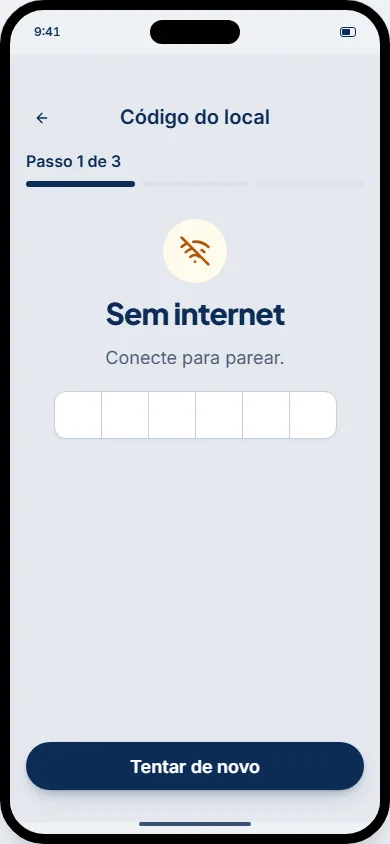 9:41
Código do local
Passo 1 de 3
Sem internet
Conecte para parear.
Tentar de novo